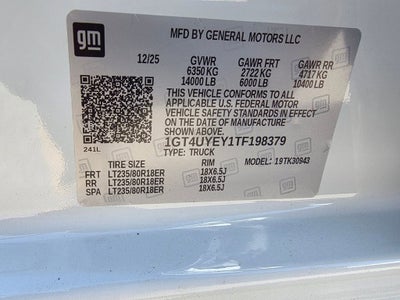 gm
MFD BY GENERAL MOTORS LLC
12/25 GVWR GAWR FRT GAWR RR
6350 KG 2722 KG 4717 KG
14000 LB 6000 LB 10400 LB
THIS VEHICLE CONFORMS TO ALL APPLICABLE
U.S. FEDERAL MOTOR
VEHICLE SAFETY STANDARDS IN EFFECT
ON THE DATE OF MANUFACTURE SHOWN ABOVE.
1GT4UYEY1TF198379
TYPE: TRUCK
241L
TIRE SIZE RIM MODEL: 19TK30943
FRT LT235/80R18ER 18X6.5J
RR LT235/80R18ER 18X6.5J
SPA LT235/80R18ER 18X6.5J